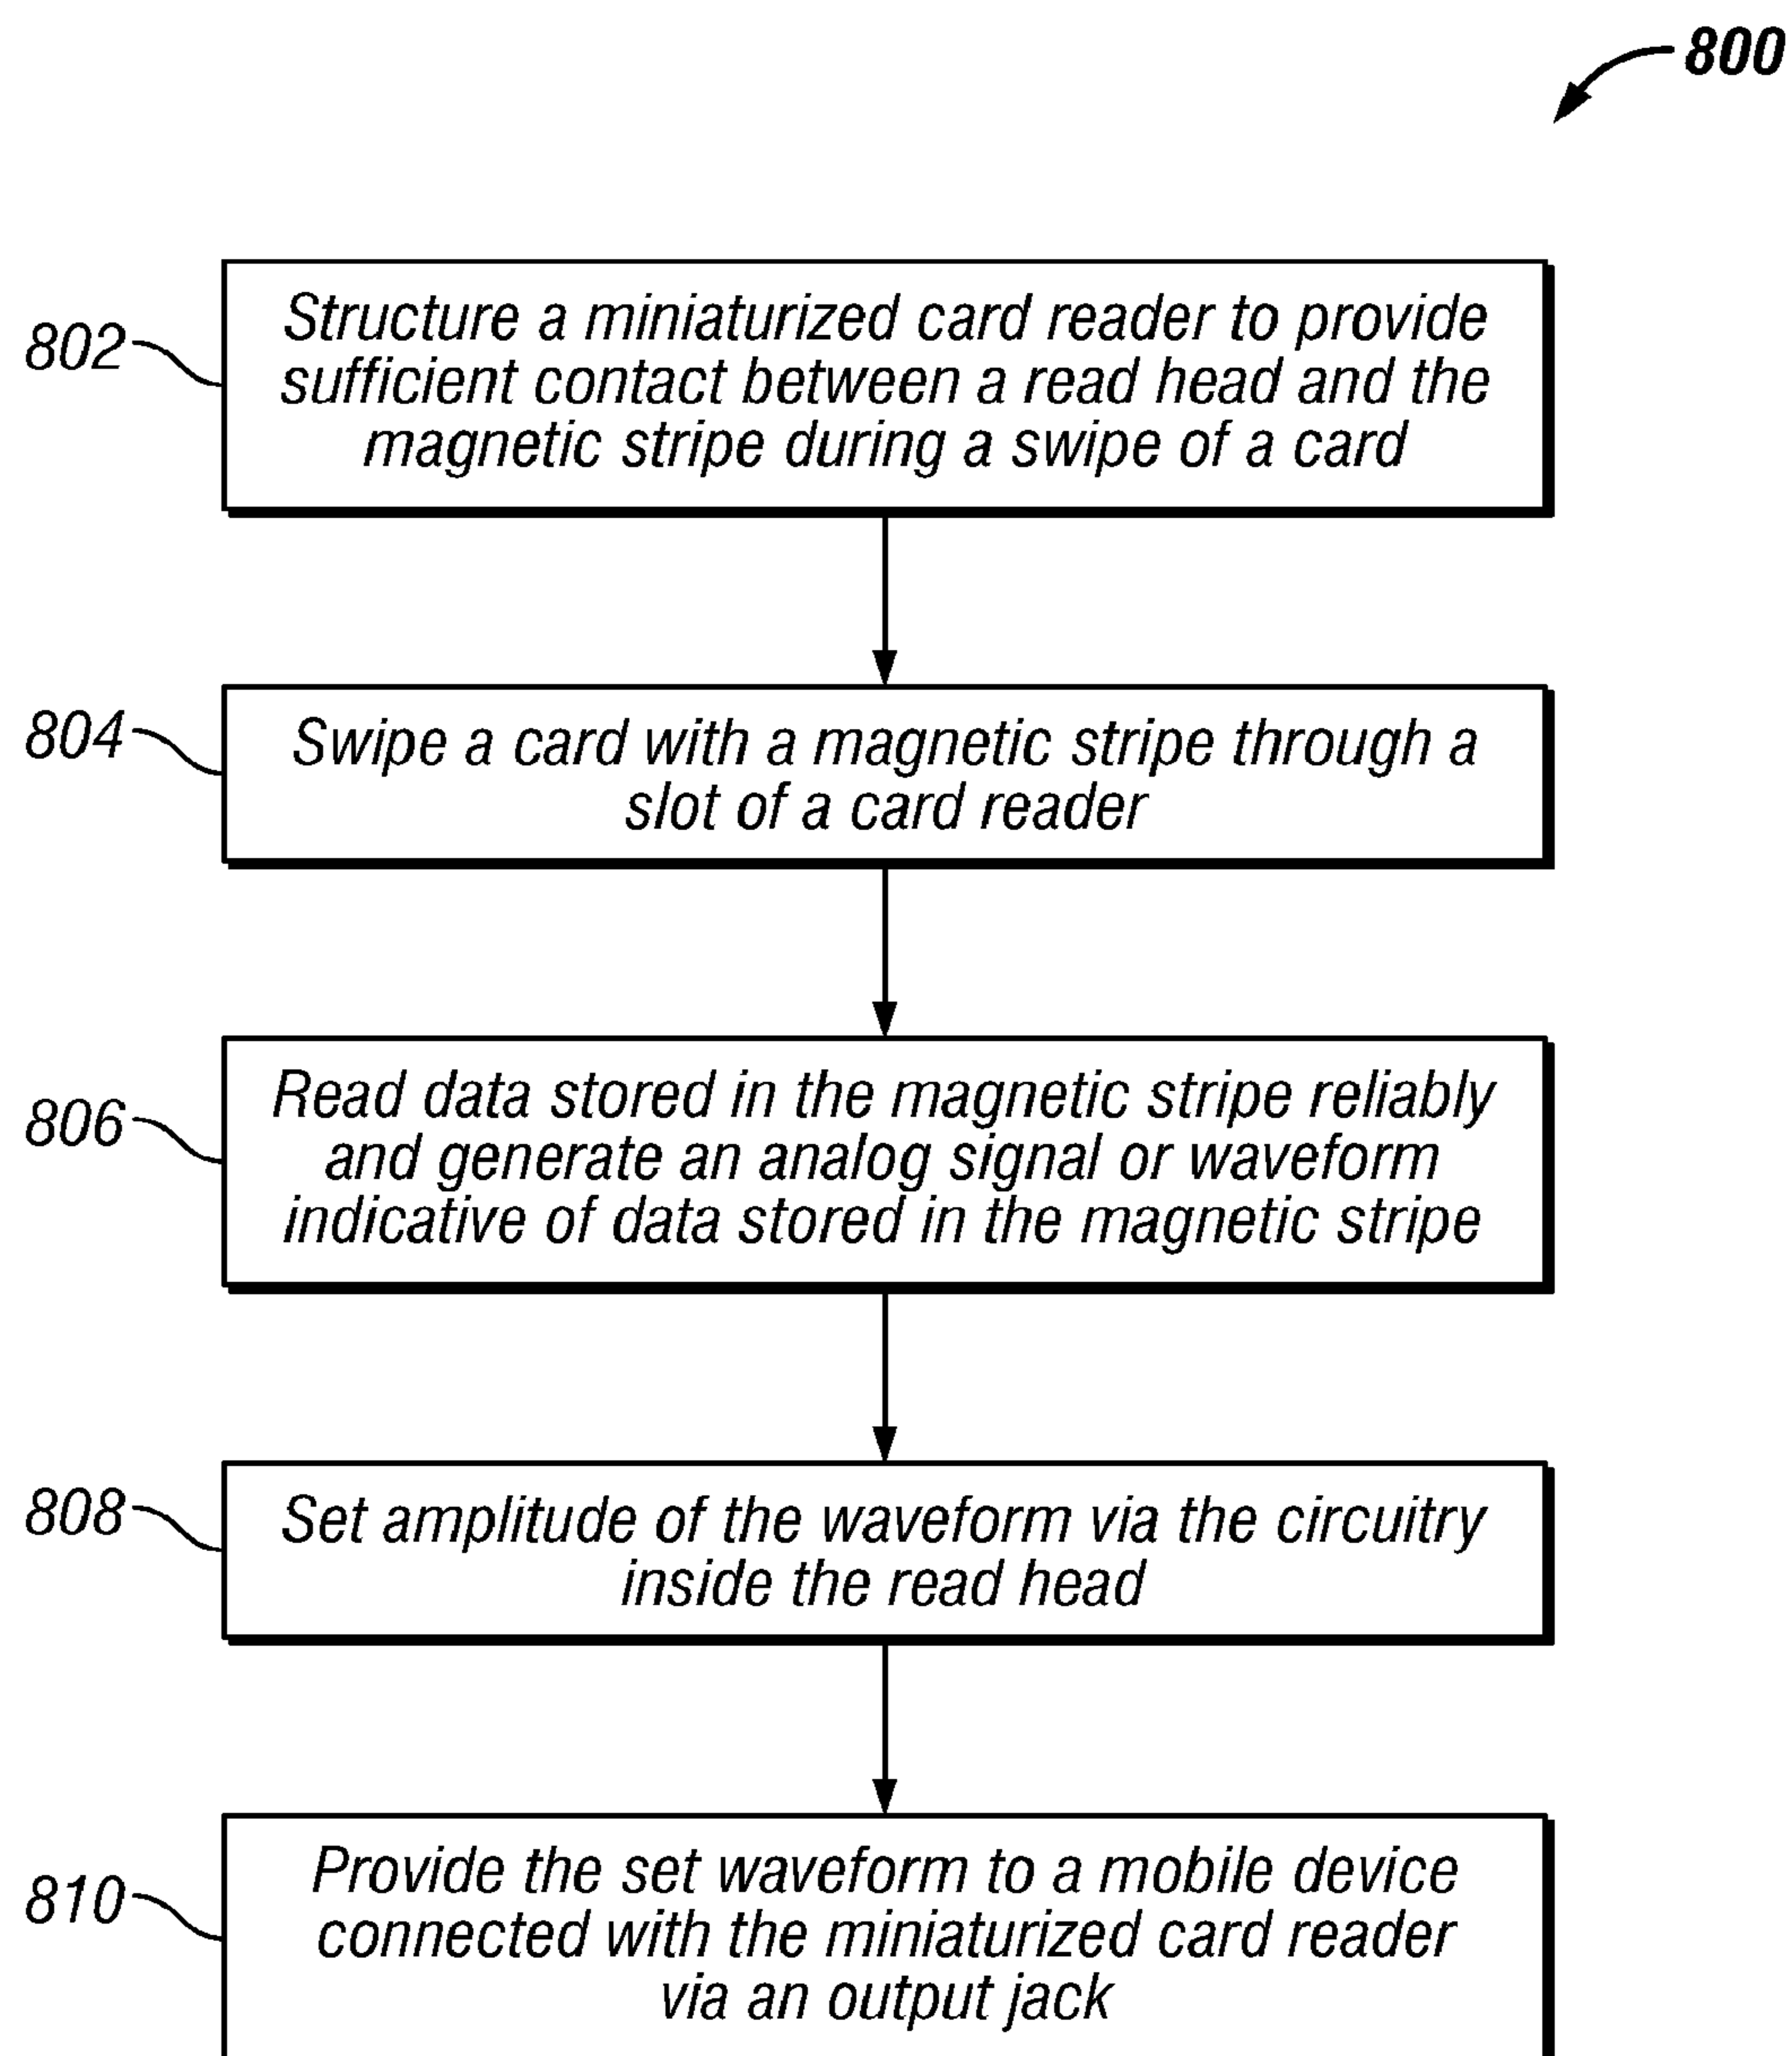 800
802
Structure a miniaturized card reader to provide
sufficient contact between a read head and the
magnetic stripe during a swipe of a card
804
Swipe a card with a magnetic stripe through a
slot of a card reader
806
Read data stored in the magnetic stripe reliably
and generate an analog signal or waveform
indicative of data stored in the magnetic stripe
808
Set amplitude of the waveform via the circuitry
inside the read head
810
Provide the set waveform to a mobile device
connected with the miniaturized card reader
via an output jack